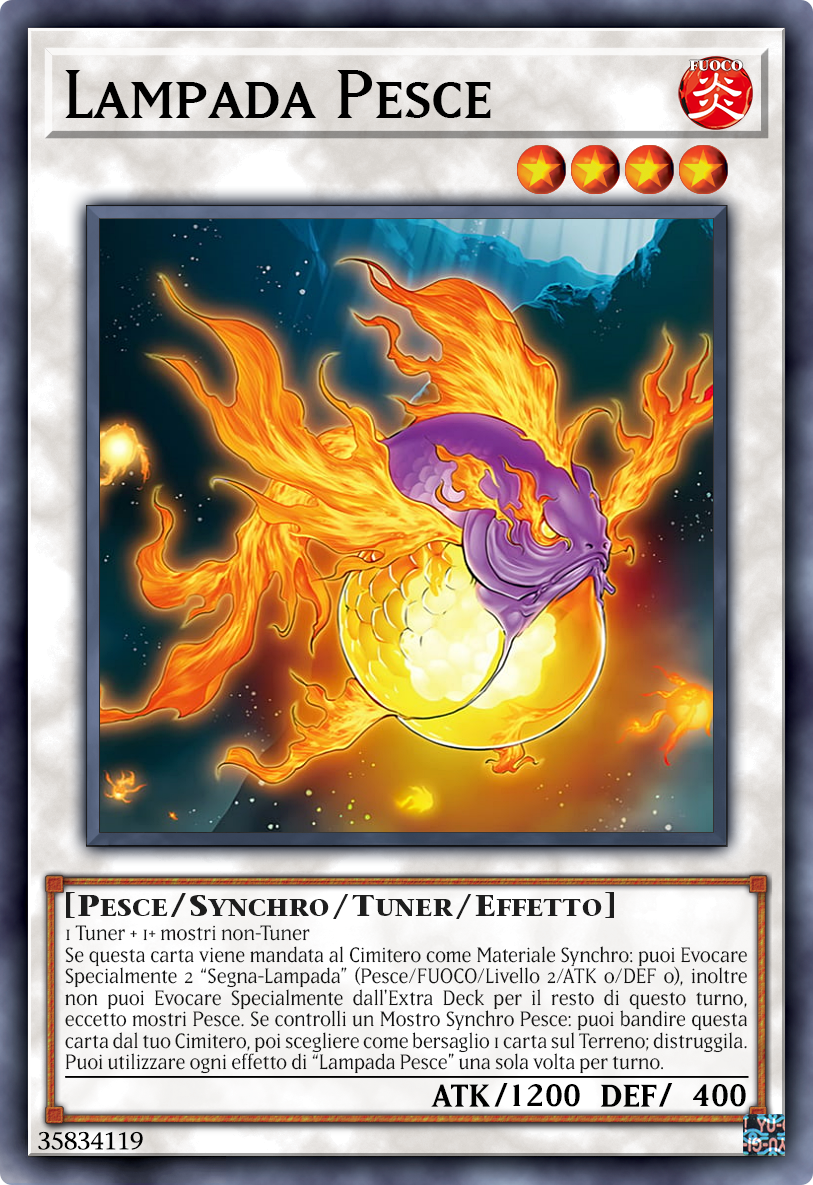 Lampada Pesce
FUOCO
炎
[Pesce/Synchro/Tuner/Effetto]
1 Tuner + 1+ mostri non-Tuner
Se questa carta viene mandata al Cimitero come Materiale Synchro: puoi Evocare
Specialmente 2 “Segna-Lampada” (Pesce/FUOCO/Livello 2/ATK 0/DEF 0), inoltre
non puoi Evocare Specialmente dall'Extra Deck per il resto di questo turno,
eccetto mostri Pesce. Se controlli un Mostro Synchro Pesce: puoi bandire questa
carta dal tuo Cimitero, poi scegliere come bersaglio 1 carta sul Terreno; distruggila.
Puoi utilizzare ogni effetto di “Lampada Pesce” una sola volta per turno.
ATK/1200 DEF/ 400
35834119